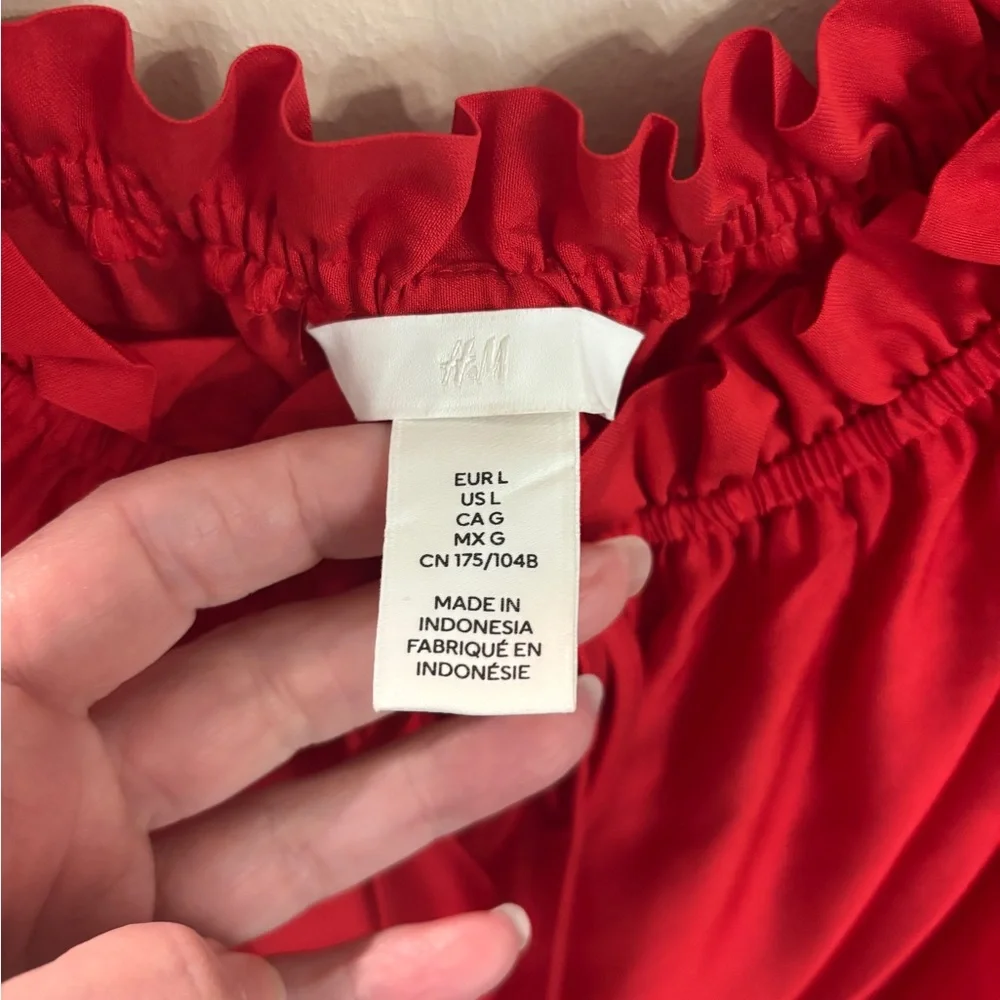 H&M
EUR L
US L
CA G
MX G
CN 175/104B
MADE IN
INDONESIA
FABRIQUÉ EN
INDONÉSIE